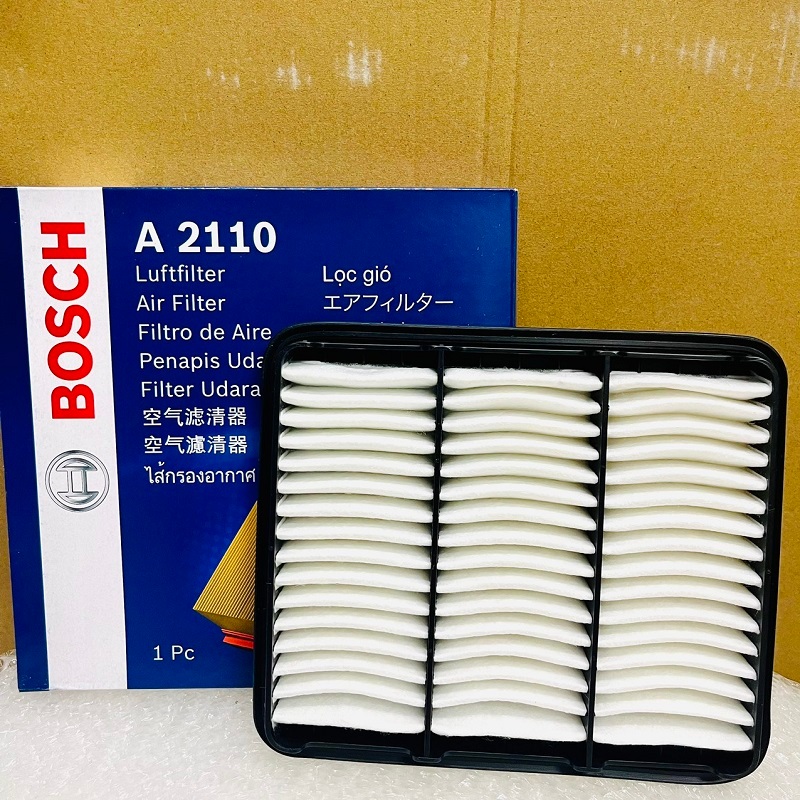 BOSCH
A 2110
Luftfilter
Air Filter
Filtro de Aire
Penapis Uda
Filter Udara
空气滤清器
空气濾清器
ไส้กรองอากาศ
Lọc gió
エアフィルター
1 Pc